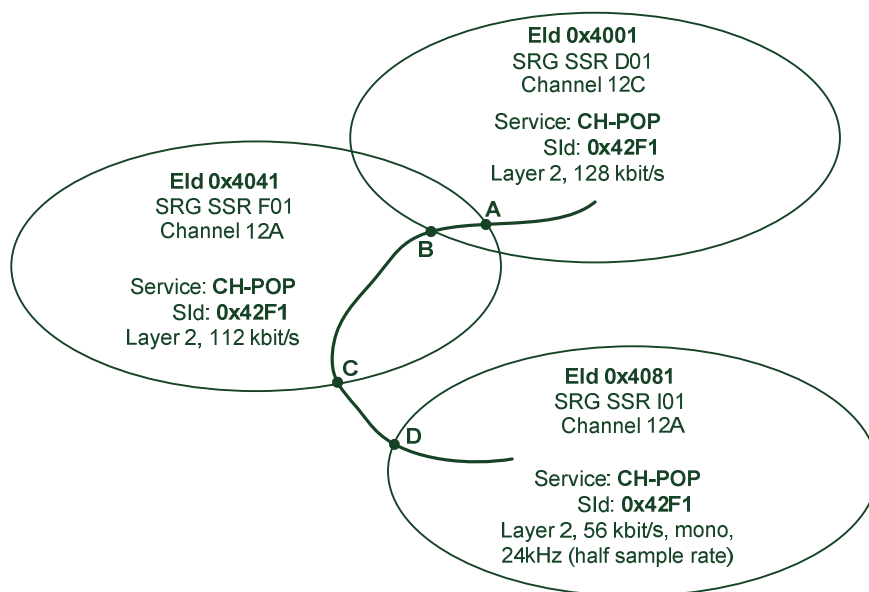 EId 0x4001
SRG SSR D01
Channel 12C
Service: CH-POP
SId: 0x42F1
Layer 2, 128 kbit/s
EId 0x4041
SRG SSR F01
Channel 12A
Service: CH-POP
SId: 0x42F1
Layer 2, 112 kbit/s
A
B
C
D
EId 0x4081
SRG SSR I01
Channel 12A
Service: CH-POP
SId: 0x42F1
Layer 2, 56 kbit/s, mono,
24kHz (half sample rate)